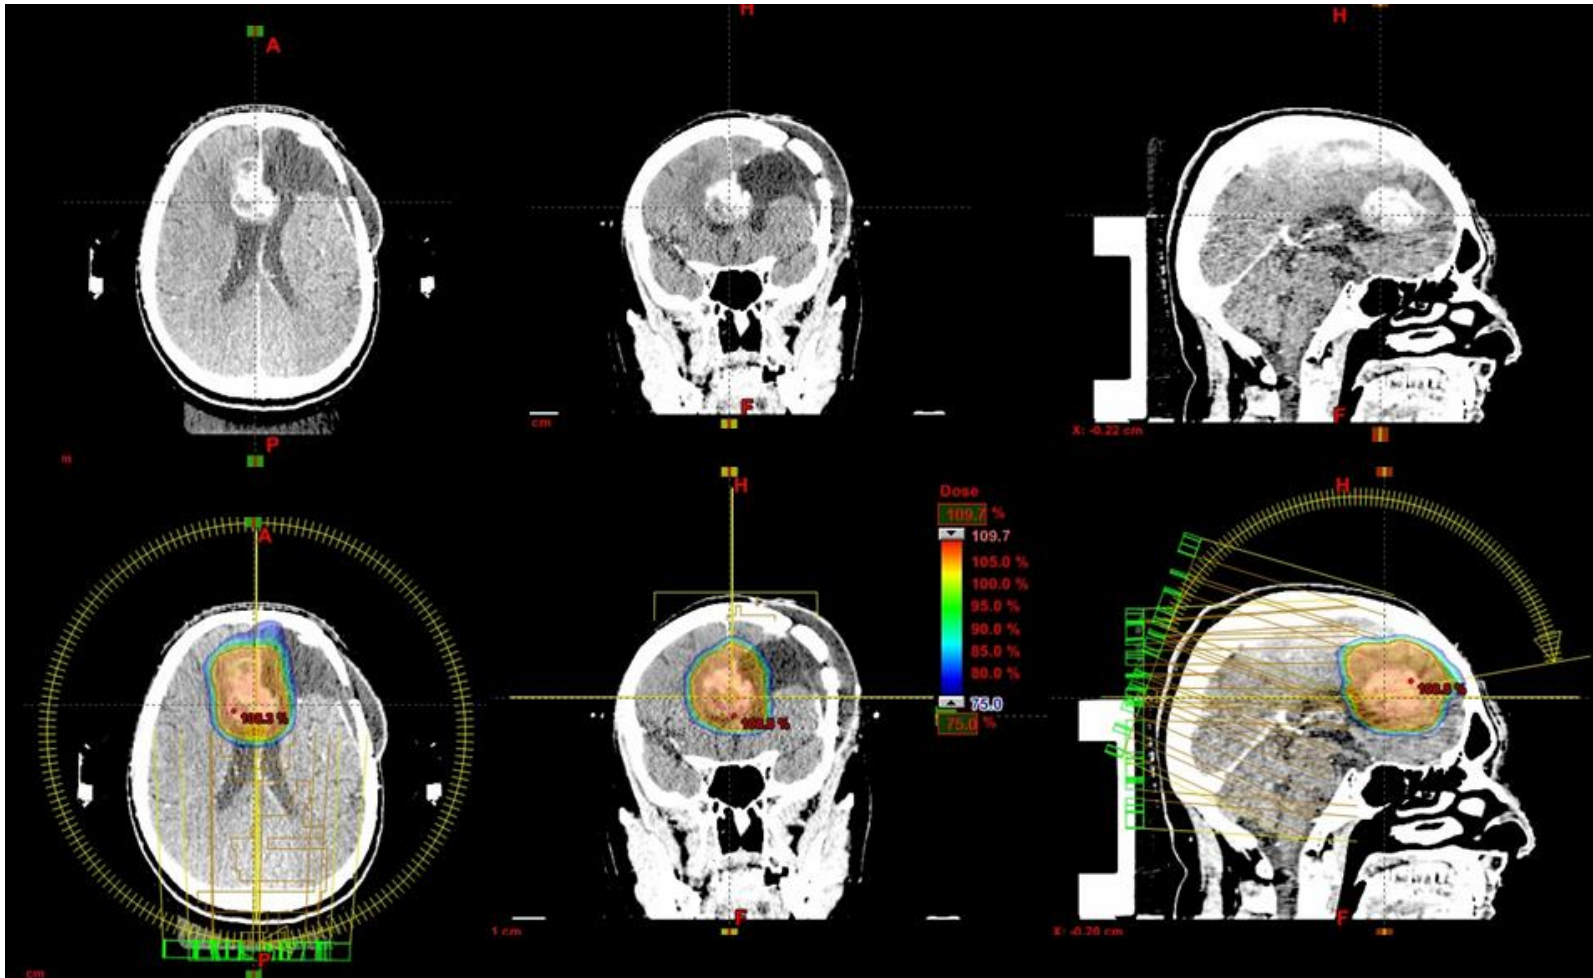 H
H
A
F
F
cm
X: -0.22 cm
P
m
H
H
Dose
109.7 %
109.7
A
105.0 %
100.0 %
95.0 %
90.0 %
85.0 %
80.0 %
75.0
75.0 %
F
F
1 cm
X: -0.20 cm
P
cm